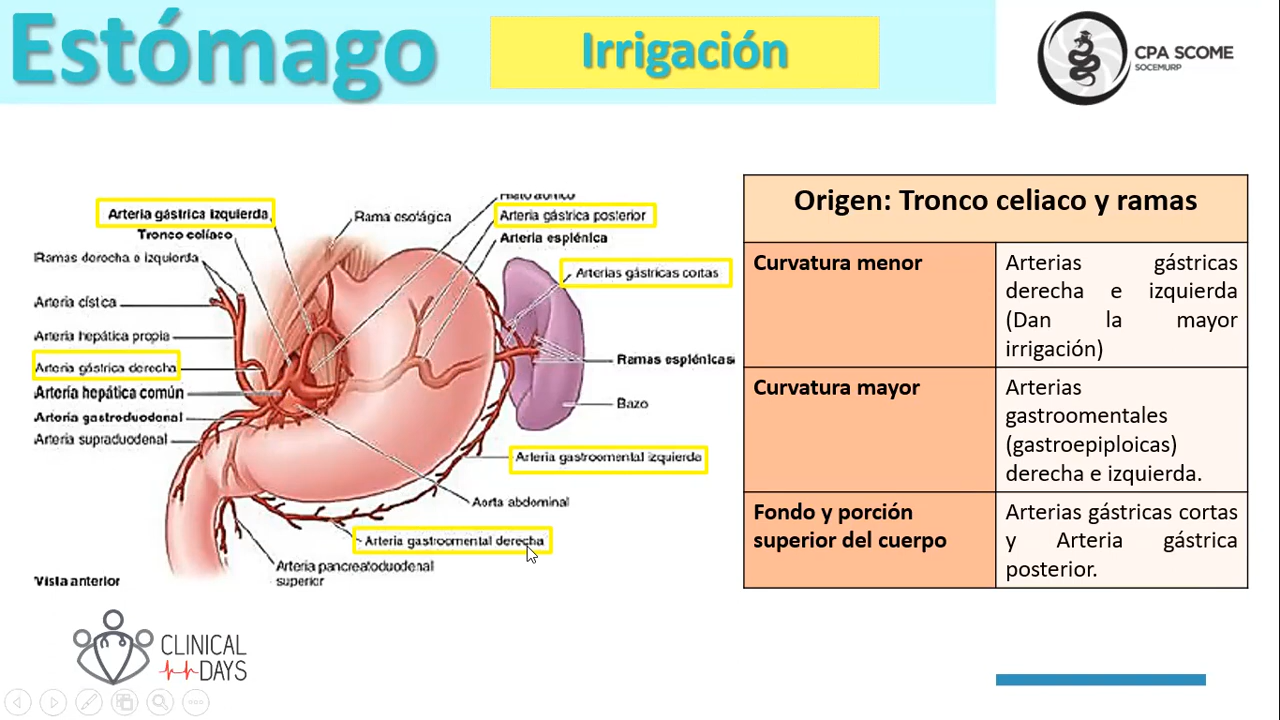 Estómago
Irrigación
CPA SCOME
SOCEMURP
Arteria gástrica izquierda
Tronco celíaco
Ramas derecha e izquierda
Arteria cística
Arteria hepática propia
Arteria gástrica derecha
Arteria hepática común
Arteria gastroduodenal
Arteria supraduodenal
Rama esofágica
Hiato aórtico
Arteria gástrica posterior
Arteria esplénica
Arterias gástricas cortas
Ramas esplénicas
Bazo
Arteria gastroomental izquierda
Aorta abdominal
Arteria gastroomental derecha
Arteria pancreatoduodenal
superior
Vista anterior
Origen: Tronco celiaco y ramas
Curvatura menor
Arterias gástricas
derecha e izquierda
(Dan la mayor
irrigación)
Curvatura mayor
Arterias
gastroomentales
(gastroepiploicas)
derecha e izquierda.
Fondo y porción
superior del cuerpo
Arterias gástricas cortas
y Arteria gástrica
posterior.
CLINICAL
DAYS